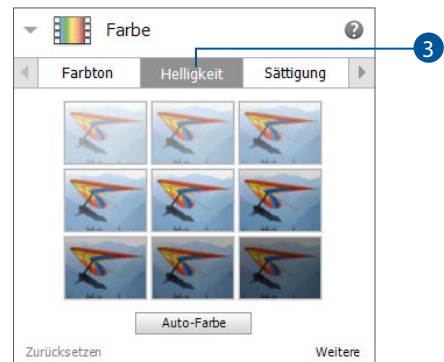 Farbe
3
Farbton Helligkeit Sättigung
Auto-Farbe
Zurücksetzen Weitere